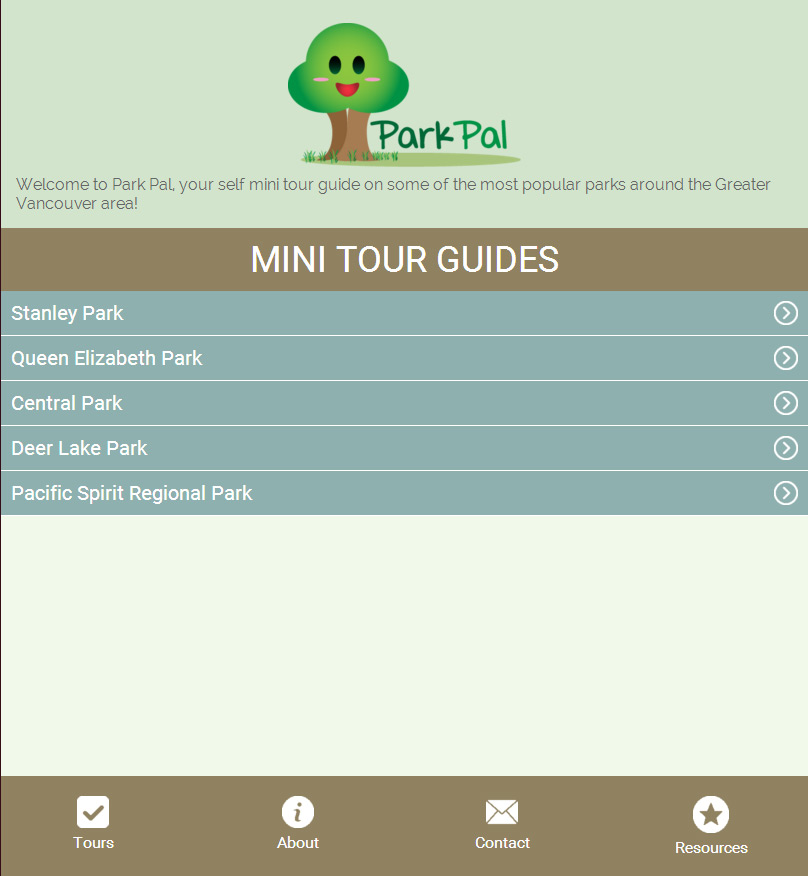 ParkPal
Welcome to Park Pal, your self mini tour guide on some of the most popular parks around the Greater
Vancouver area!
MINI TOUR GUIDES
Stanley Park
Queen Elizabeth Park
Central Park
Deer Lake Park
Pacific Spirit Regional Park
Tours
About
Contact
Resources